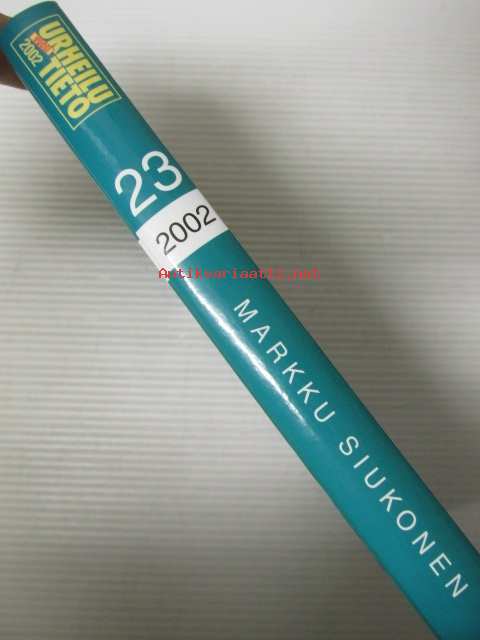 URHEILU
TIETO
2002
23
2002
MARKKU SIUKONEN
Antikvariaatti.net